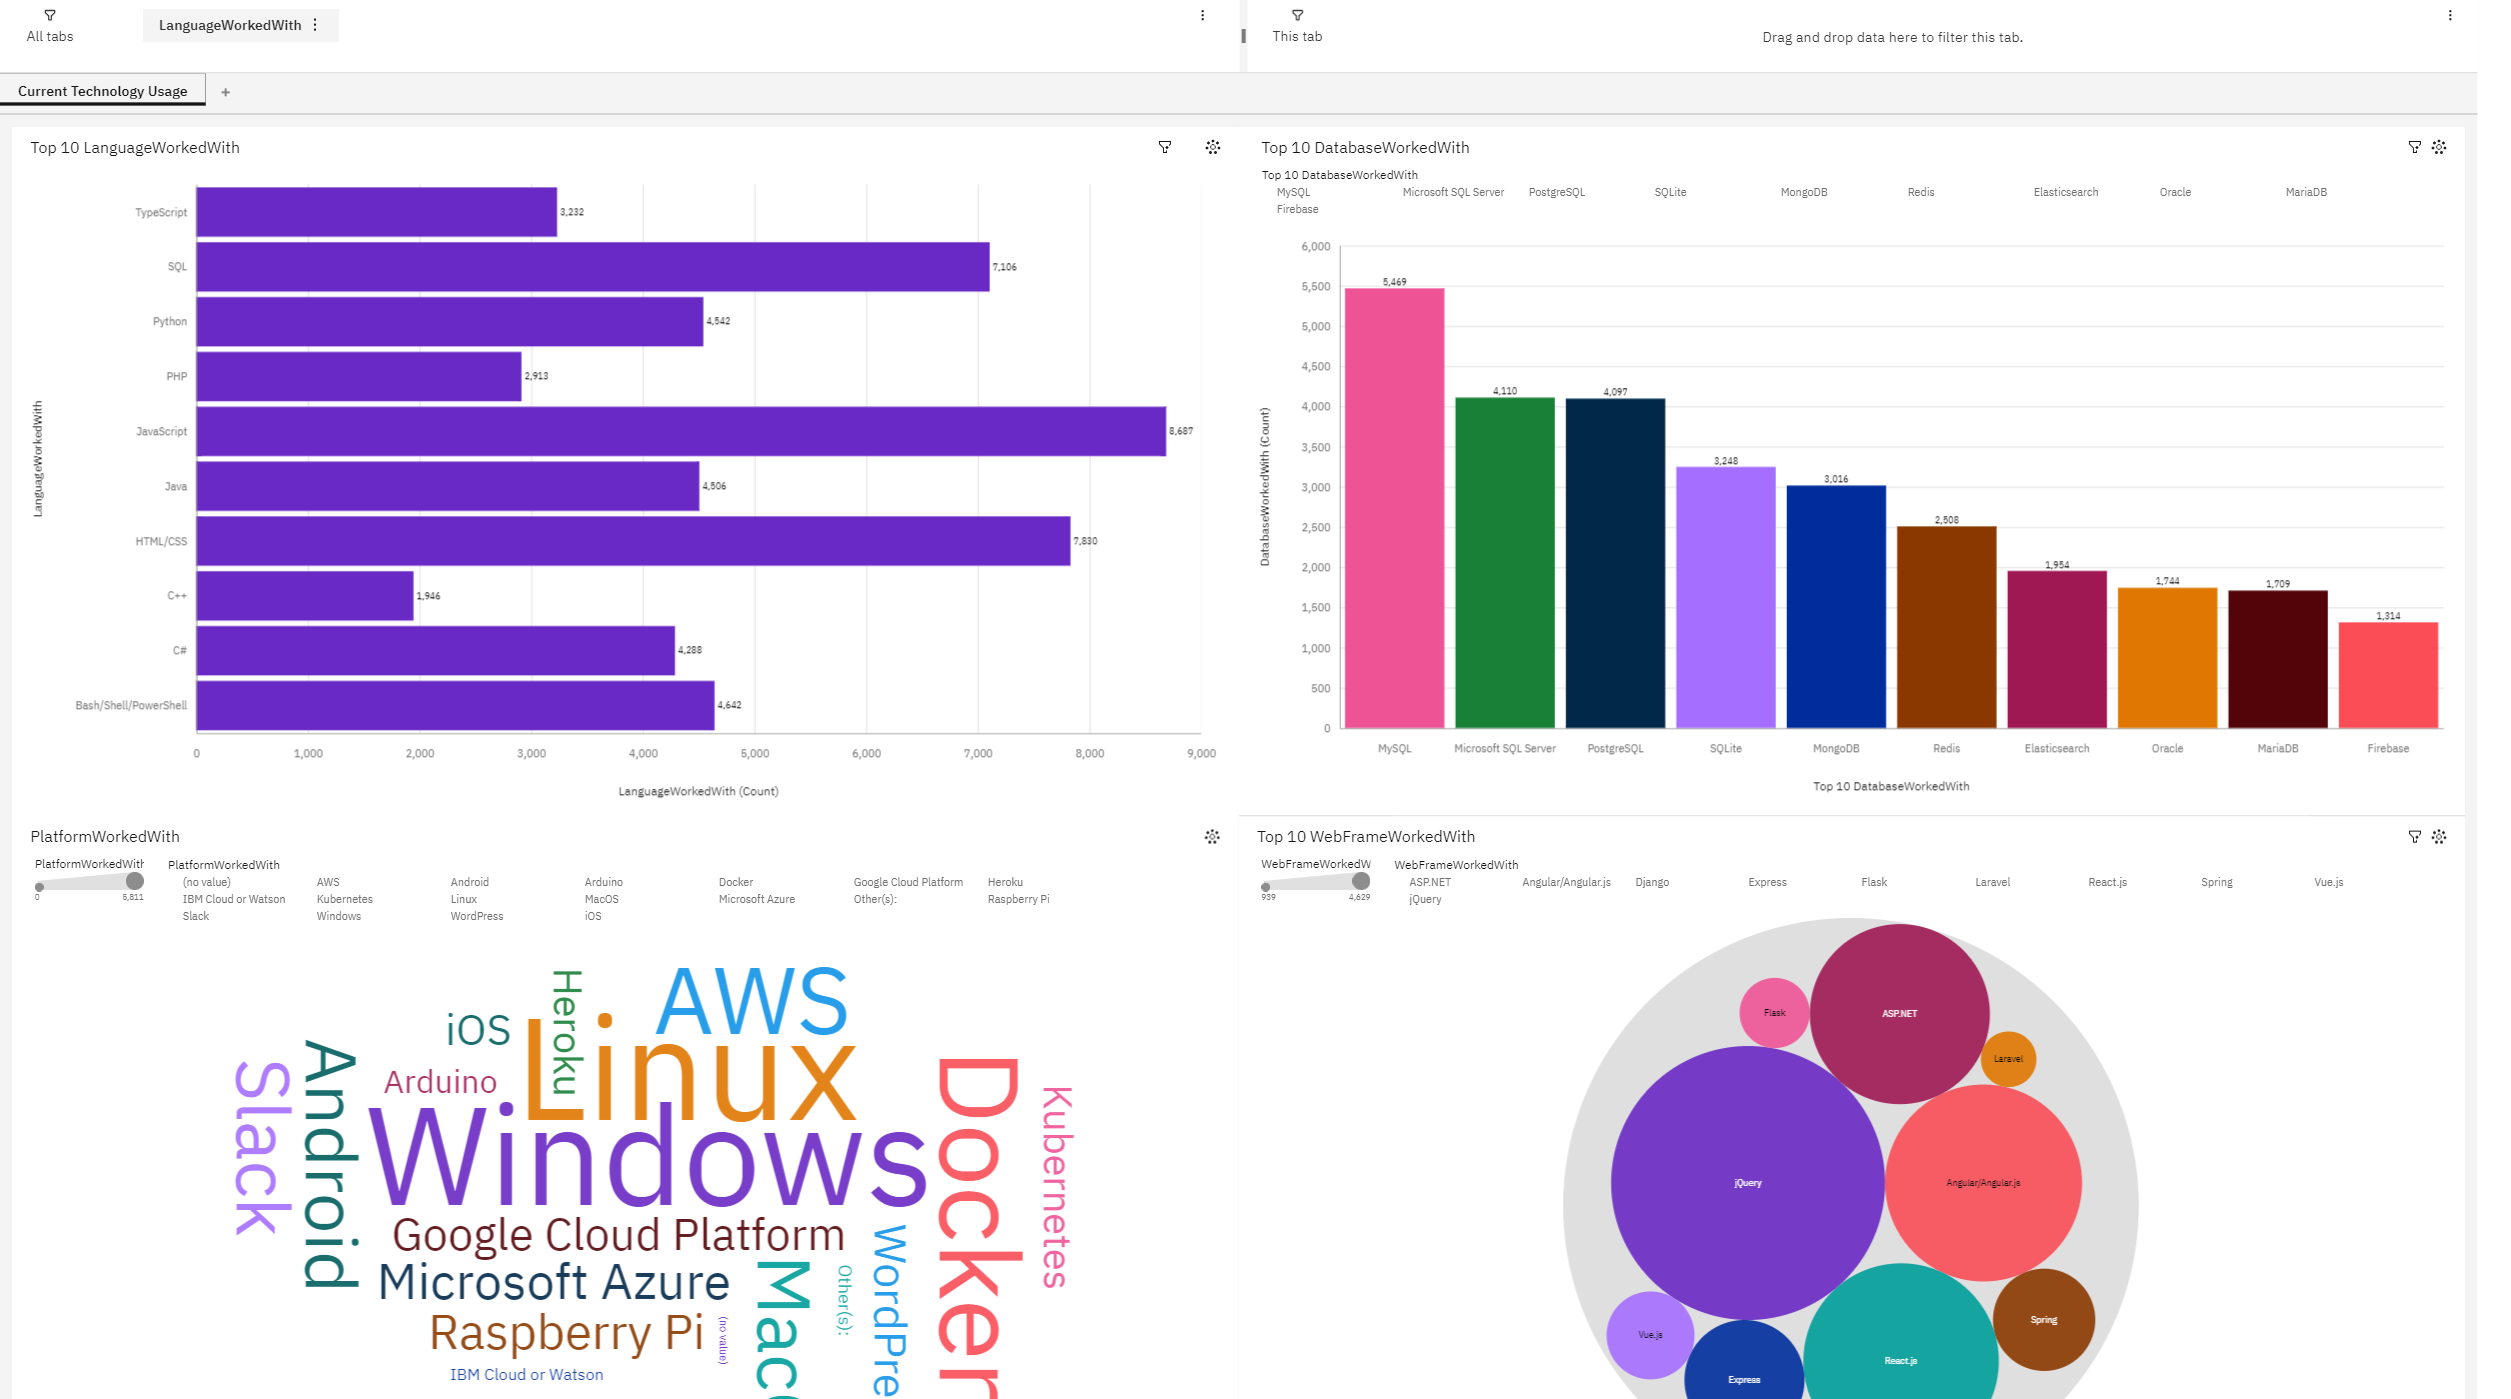 All tabs
LanguageWorkedWith
This tab
Drag and drop data here to filter this tab.
Current Technology Usage
+
Top 10 LanguageWorkedWith
LanguageWorkedWith
TypeScript 3,232
SQL 7,106
Python 4,542
PHP 2,913
JavaScript 8,687
Java 4,506
HTML/CSS 7,830
C++ 1,946
C# 4,288
Bash/Shell/PowerShell 4,642
0 1,000 2,000 3,000 4,000 5,000 6,000 7,000 8,000 9,000
LanguageWorkedWith (Count)
Top 10 DatabaseWorkedWith
Top 10 DatabaseWorkedWith
MySQL Microsoft SQL Server PostgreSQL SQLite MongoDB Redis Elasticsearch Oracle MariaDB
Firebase
DatabaseWorkedWith (Count)
6,000
5,500
5,000
4,500
4,000
3,500
3,000
2,500
2,000
1,500
1,000
500
0
5,469 4,110 4,097 3,248 3,016 2,508 1,954 1,744 1,709 1,314
MySQL Microsoft SQL Server PostgreSQL SQLite MongoDB Redis Elasticsearch Oracle MariaDB Firebase
Top 10 DatabaseWorkedWith
PlatformWorkedWith
PlatformWorkedWith
0 5,811
PlatformWorkedWith
(no value) AWS Android Arduino Docker Google Cloud Platform Heroku
IBM Cloud or Watson Kubernetes Linux MacOS Microsoft Azure Other(s): Raspberry Pi
Slack Windows WordPress iOS
Heroku
AWS
iOS
Linux
Android
Slack
Arduino
Docker
Kubernetes
Windows
Google Cloud Platform
WordPre
Microsoft Azure
Maco
Other(s):
Raspberry Pi
(no value)
IBM Cloud or Watson
Top 10 WebFrameWorkedWith
WebFrameWorkedW
939 4,629
WebFrameWorkedWith
ASP.NET Angular/Angular.js Django Express Flask Laravel React.js Spring Vue.js
jQuery
Flask
ASP.NET
Laravel
jQuery
Angular/Angular.js
Spring
Vue.js
React.js
Express